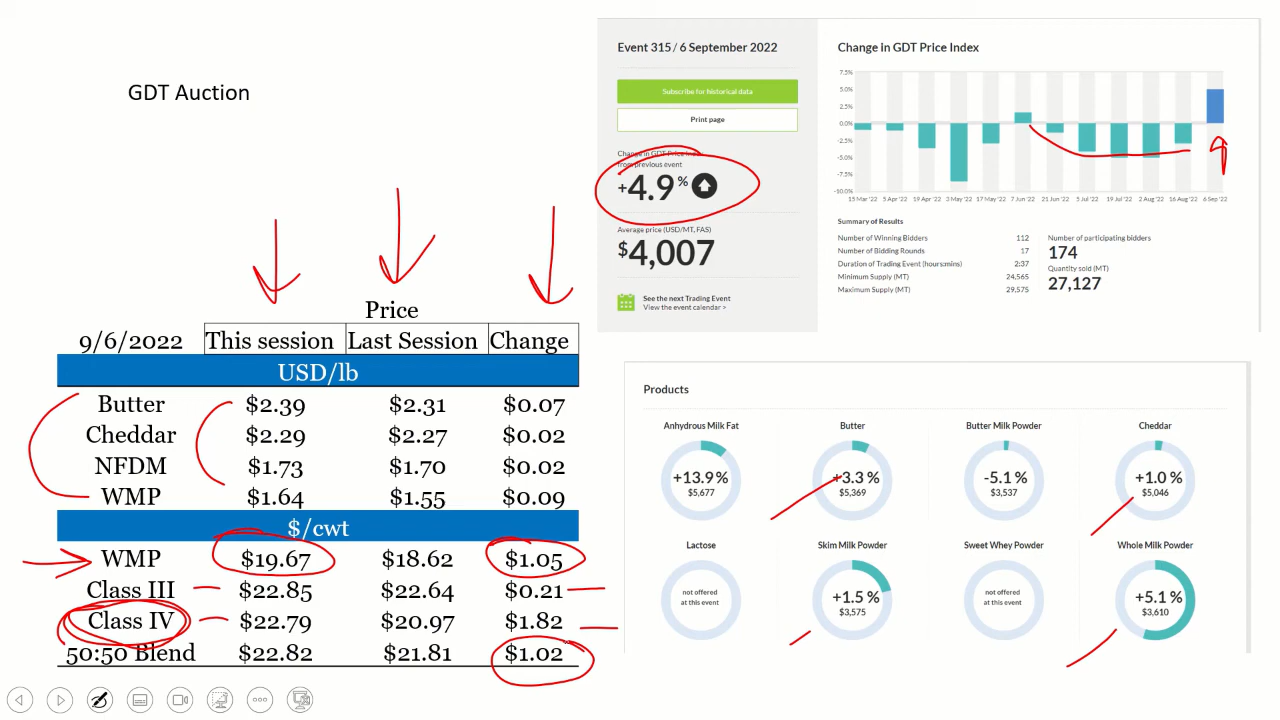 GDT Auction
Price
9/6/2022 This session Last Session Change
USD/lb
Butter $2.39 $2.31 $0.07
Cheddar $2.29 $2.27 $0.02
NFDM $1.73 $1.70 $0.02
WMP $1.64 $1.55 $0.09
$/cwt
WMP $19.67 $18.62 $1.05
Class III $22.85 $22.64 $0.21
Class IV $22.79 $20.97 $1.82
50:50 Blend $22.82 $21.81 $1.02
Event 315 / 6 September 2022
Subscribe for historical data
Print page
Change in GDT Price Index
from previous event
+4.9%
Average price (USD/MT, FAS)
$4,007
See the next Trading Event
View the event calendar >
Change in GDT Price Index
7.5%
5.0%
2.5%
0.0%
-2.5%
-5.0%
-7.5%
-10.0%
15 Mar '22 5 Apr '22 19 Apr '22 3 May '22 17 May '22 7 Jun '22 21 Jun '22 5 Jul '22 19 Jul '22 2 Aug '22 16 Aug '22 6 Sep '22
Summary of Results
Number of Winning Bidders 112
Number of Bidding Rounds 17
Duration of Trading Event (hours:mins) 2:37
Minimum Supply (MT) 24,565
Maximum Supply (MT) 29,575
Number of participating bidders
174
Quantity sold (MT)
27,127
Products
Anhydrous Milk Fat Butter Butter Milk Powder Cheddar
+13.9 % +3.3 % -5.1 % +1.0 %
$5,677 $5,369 $3,537 $5,046
Lactose Skim Milk Powder Sweet Whey Powder Whole Milk Powder
not offered
at this event
+1.5 %
$3,575
not offered
at this event
+5.1 %
$3,610